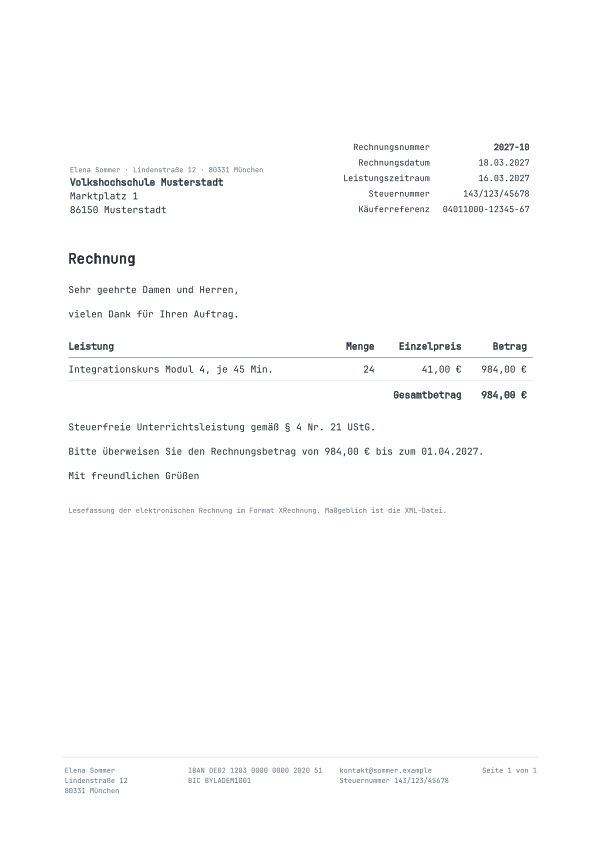 Rechnungsnummer 2027-10
Rechnungsdatum 18.03.2027
Leistungszeitraum 16.03.2027
Steuernummer 143/123/45678
Käuferreferenz 04011000-12345-67
Elena Sommer · Lindenstraße 12 · 80331 München
Volkshochschule Musterstadt
Marktplatz 1
86150 Musterstadt
Rechnung
Sehr geehrte Damen und Herren,
vielen Dank für Ihren Auftrag.
Leistung Menge Einzelpreis Betrag
Integrationskurs Modul 4, je 45 Min. 24 41,00 € 984,00 €
Gesamtbetrag 984,00 €
Steuerfreie Unterrichtsleistung gemäß § 4 Nr. 21 UStG.
Bitte überweisen Sie den Rechnungsbetrag von 984,00 € bis zum 01.04.2027.
Mit freundlichen Grüßen
Lesefassung der elektronischen Rechnung im Format XRechnung. Maßgeblich ist die XML-Datei.
Elena Sommer IBAN DE02 1203 0000 0000 2020 51 kontakt@sommer.example Seite 1 von 1
Lindenstraße 12 BIC BYLADEM1001 Steuernummer 143/123/45678
80331 München